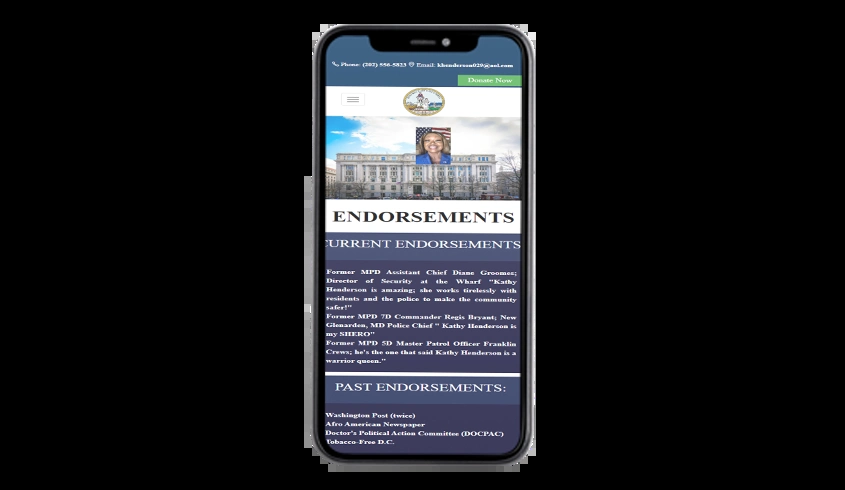 Phone: (202) 556-5823 Email: khenderson029@aol.com
Donate Now
ENDORSEMENTS
CURRENT ENDORSEMENTS
Former MPD Assistant Chief Diane Groomes;
Director of Security at the Wharf "Kathy
Henderson is amazing; she works tirelessly with
residents and the police to make the community
safer!"
Former MPD 7D Commander Regis Bryant; New
Glenarden, MD Police Chief " Kathy Henderson is
my SHERO"
Former MPD 5D Master Patrol Officer Franklin
Crews; he's the one that said Kathy Henderson is a
warrior queen."
PAST ENDORSEMENTS:
Washington Post (twice)
Afro American Newspaper
Doctor's Political Action Committee (DOCPAC)
Tobacco-Free D.C.